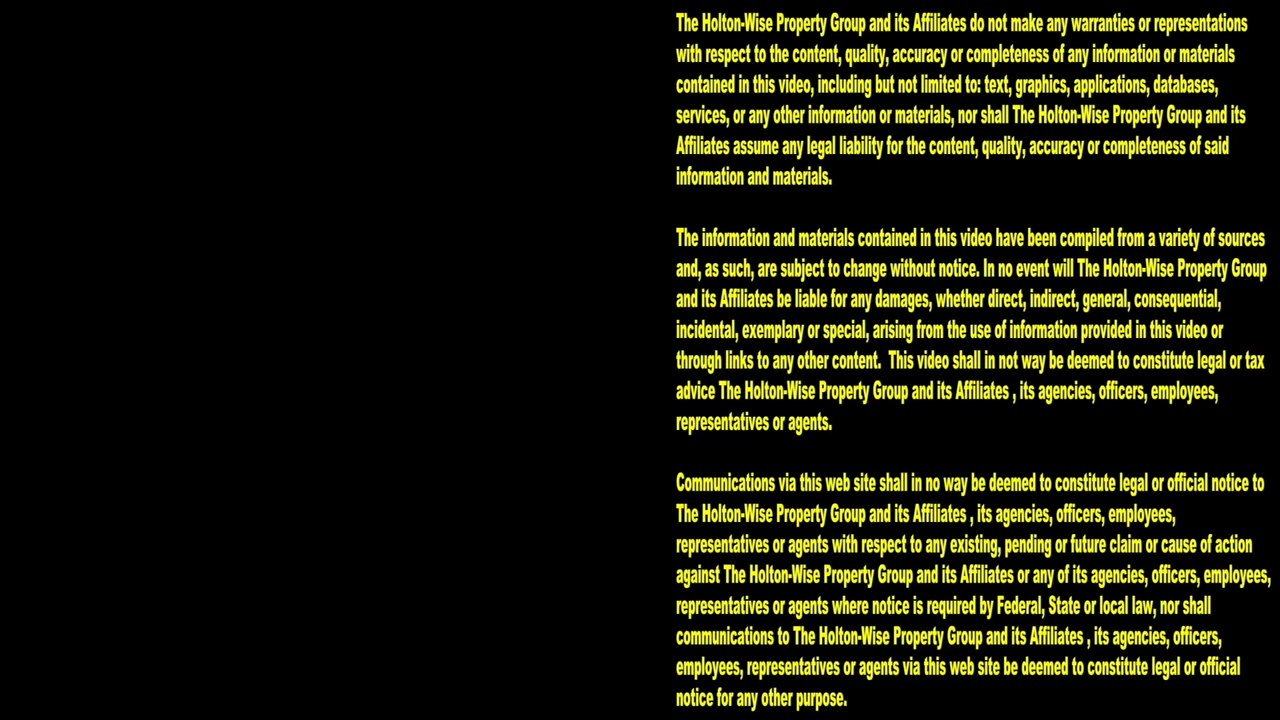 The Holton-Wise Property Group and its Affiliates do not make any warranties or representations
with respect to the content, quality, accuracy or completeness of any information or materials
contained in this video, including but not limited to: text, graphics, applications, databases,
services, or any other information or materials, nor shall The Holton-Wise Property Group and its
Affiliates assume any legal liability for the content, quality, accuracy or completeness of said
information and materials.
The information and materials contained in this video have been compiled from a variety of sources
and, as such, are subject to change without notice. In no event will The Holton-Wise Property Group
and its Affiliates be liable for any damages, whether direct, indirect, general, consequential,
incidental, exemplary or special, arising from the use of information provided in this video or
through links to any other content.  This video shall in not way be deemed to constitute legal or tax
advice The Holton-Wise Property Group and its Affiliates , its agencies, officers, employees,
representatives or agents.
Communications via this web site shall in no way be deemed to constitute legal or official notice to
The Holton-Wise Property Group and its Affiliates , its agencies, officers, employees,
representatives or agents with respect to any existing, pending or future claim or cause of action
against The Holton-Wise Property Group and its Affiliates or any of its agencies, officers, employees,
representatives or agents where notice is required by Federal, State or local law, nor shall
communications to The Holton-Wise Property Group and its Affiliates , its agencies, officers,
employees, representatives or agents via this web site be deemed to constitute legal or official
notice for any other purpose.